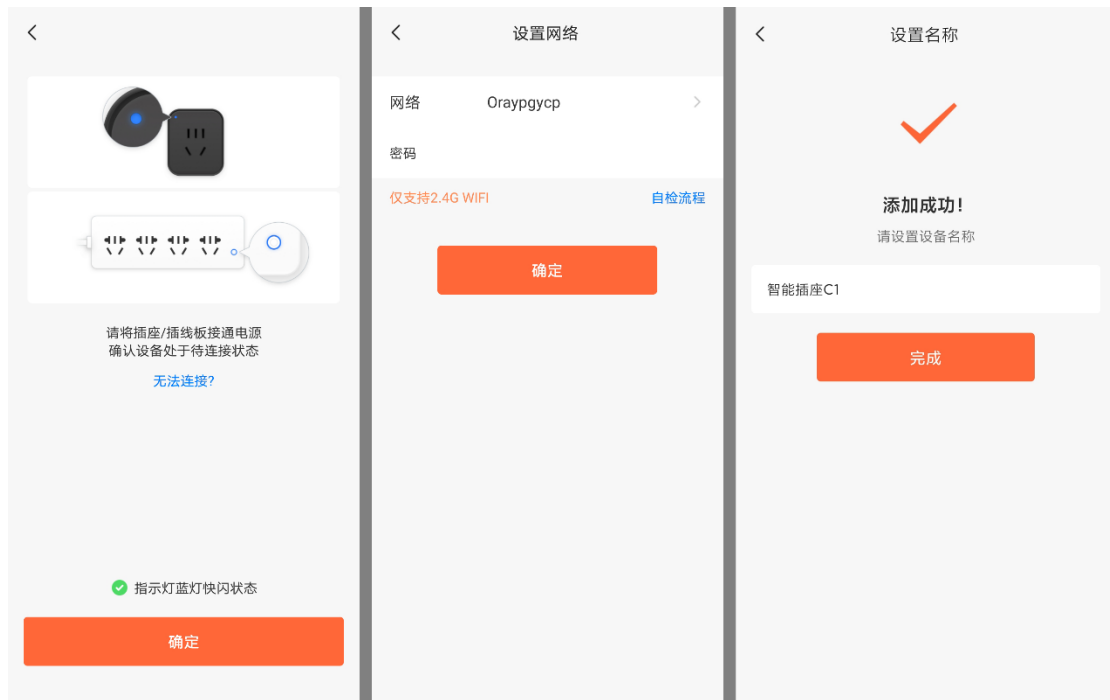 请将插座/插线板接通电源
确认设备处于待连接状态
无法连接?
指示灯蓝灯快闪状态
确定
设置网络
网络 Oraypgycp
密码
仅支持2.4G WIFI 自检流程
确定
设置名称
添加成功!
请设置设备名称
智能插座C1
完成